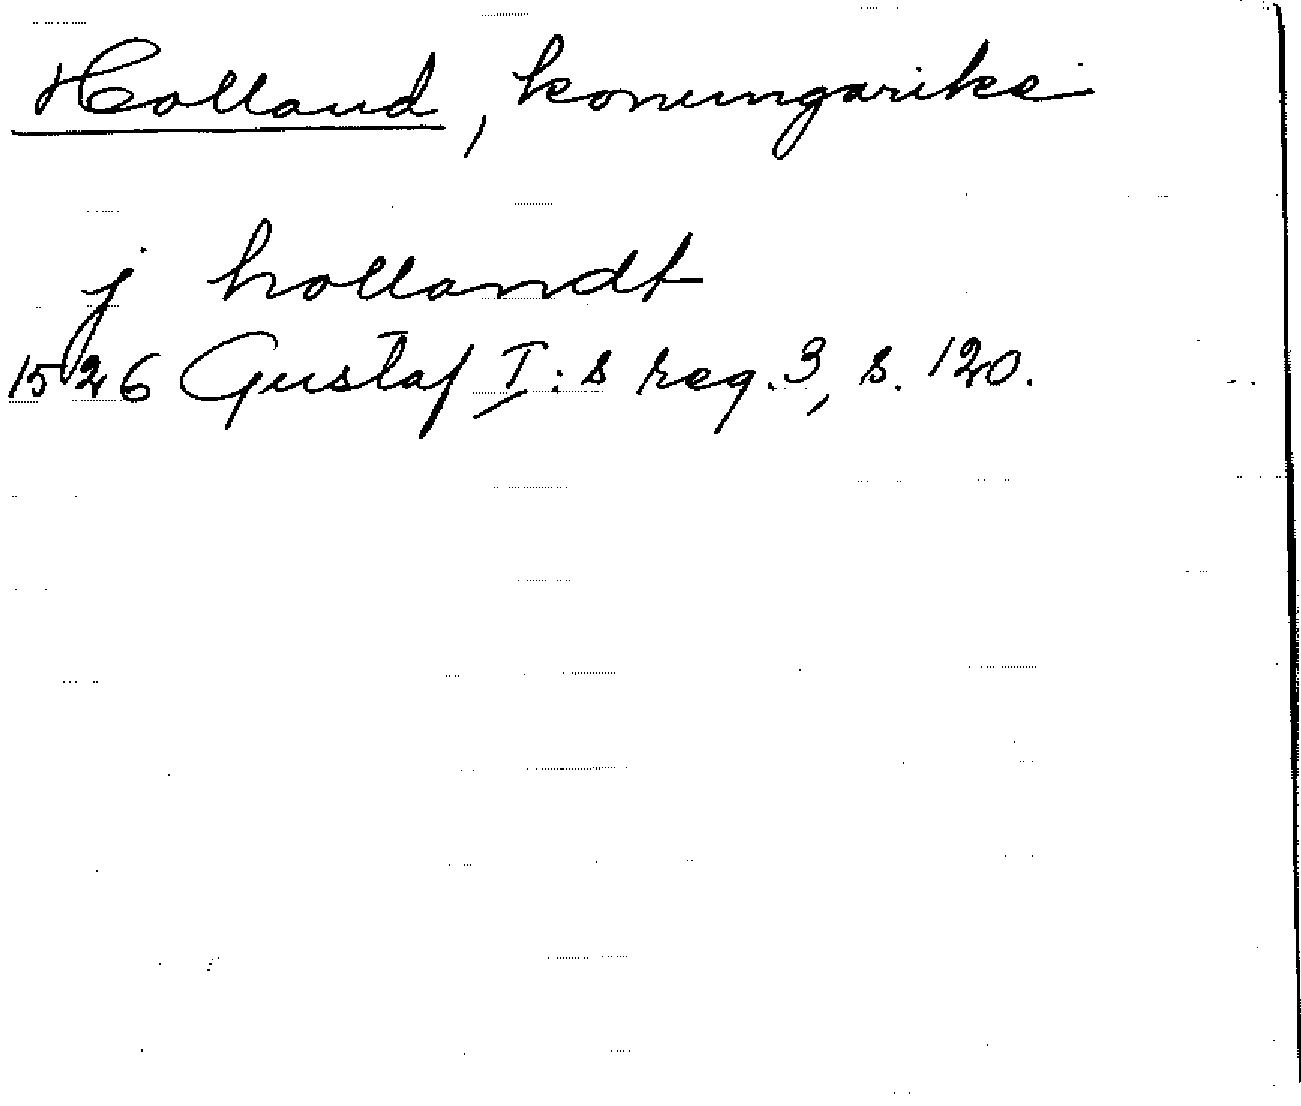 Holland, konungarike
j hollandt
1526 Gustaf I:s reg. 3, s. 120.